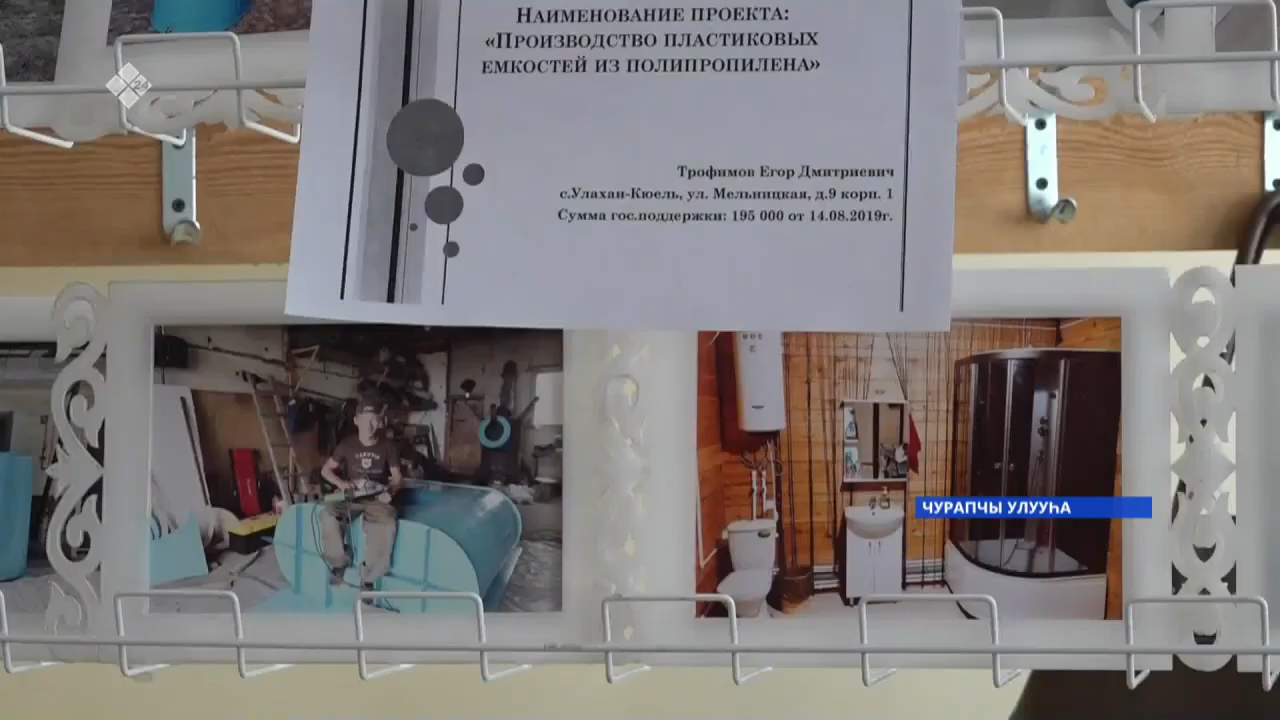 НАИМЕНОВАНИЕ ПРОЕКТА:
«ПРОИЗВОДСТВО ПЛАСТИКОВЫХ
ЕМКОСТЕЙ ИЗ ПОЛИПРОПИЛЕНА»
Трофимов Егор Дмитриевич
с.Улахан-Кюель, ул. Мельницкая, д.9 корп. 1
Сумма гос.поддержки: 195 000 от 14.08.2019г.
24
ЧУРАПЧЫ УЛУУҺА